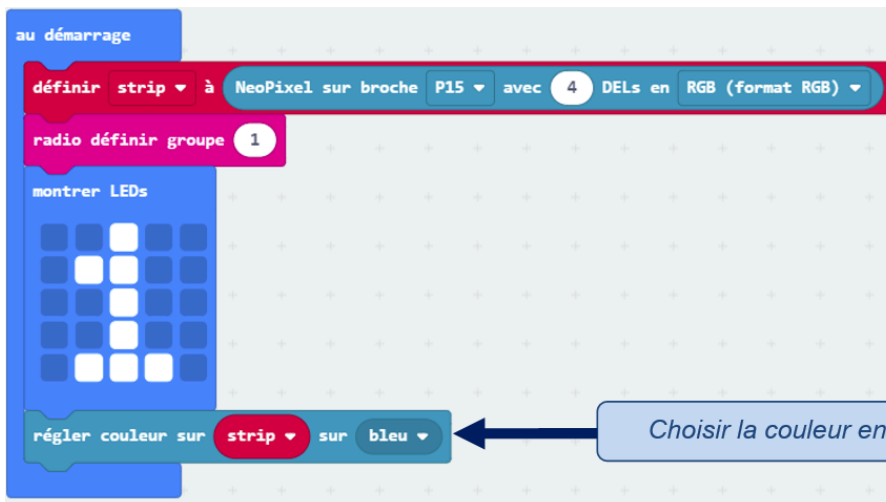 au démarrage
définir strip à NeoPixel sur broche P15 avec 4 DELs en RGB (format RGB)
radio définir groupe 1
montrer LEDs
régler couleur sur strip sur bleu
Choisir la couleur en